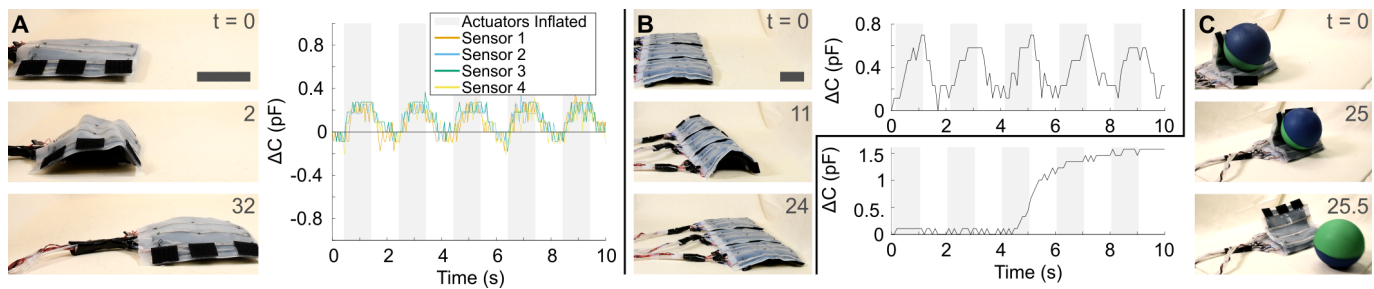 A
t = 0
2
32
0.8
0.4
0
-0.4
-0.8
ΔC (pF)
Actuators Inflated
Sensor 1
Sensor 2
Sensor 3
Sensor 4
0 2 4 6 8 10
Time (s)
B
t = 0
11
24
0.8
0.4
0
ΔC (pF)
0 2 4 6 8 10
1.5
1
0.5.
0
ΔC (pF)
0 2 4 6 8 10
Time (s)
C
t = 0
25
25.5